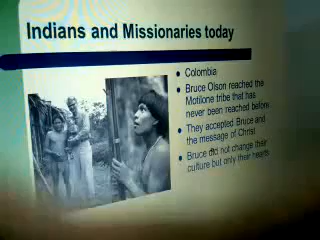 Indians and Missionaries today
Colombia
Bruce Olson reached the
Motilone tribe that has
never been reached before
They accepted Bruce and
the message of Christ
Bruce did not change their
culture but only their hearts